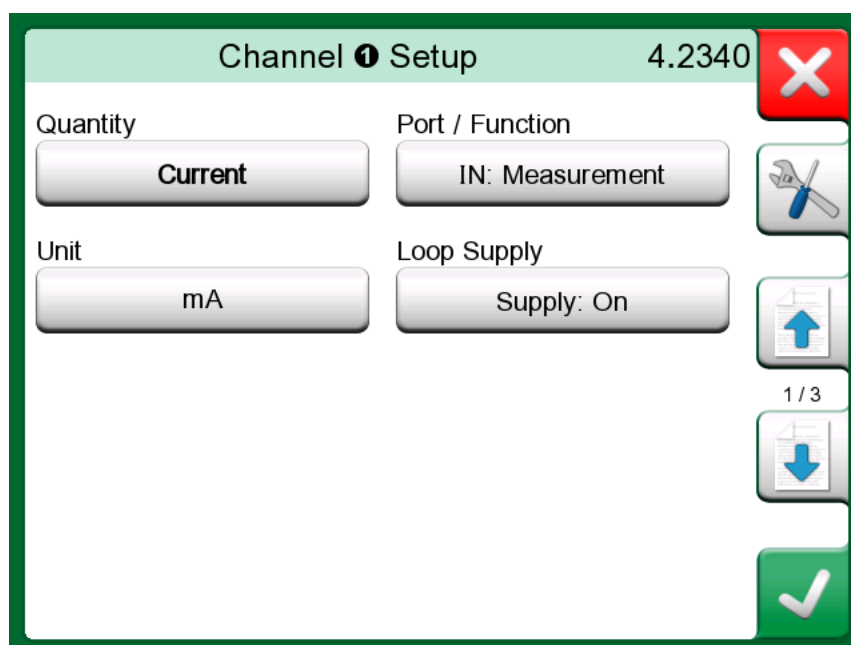 Channel ❶ Setup 4.2340
Quantity Port / Function
Current IN: Measurement
Unit Loop Supply
mA Supply: On
1 / 3